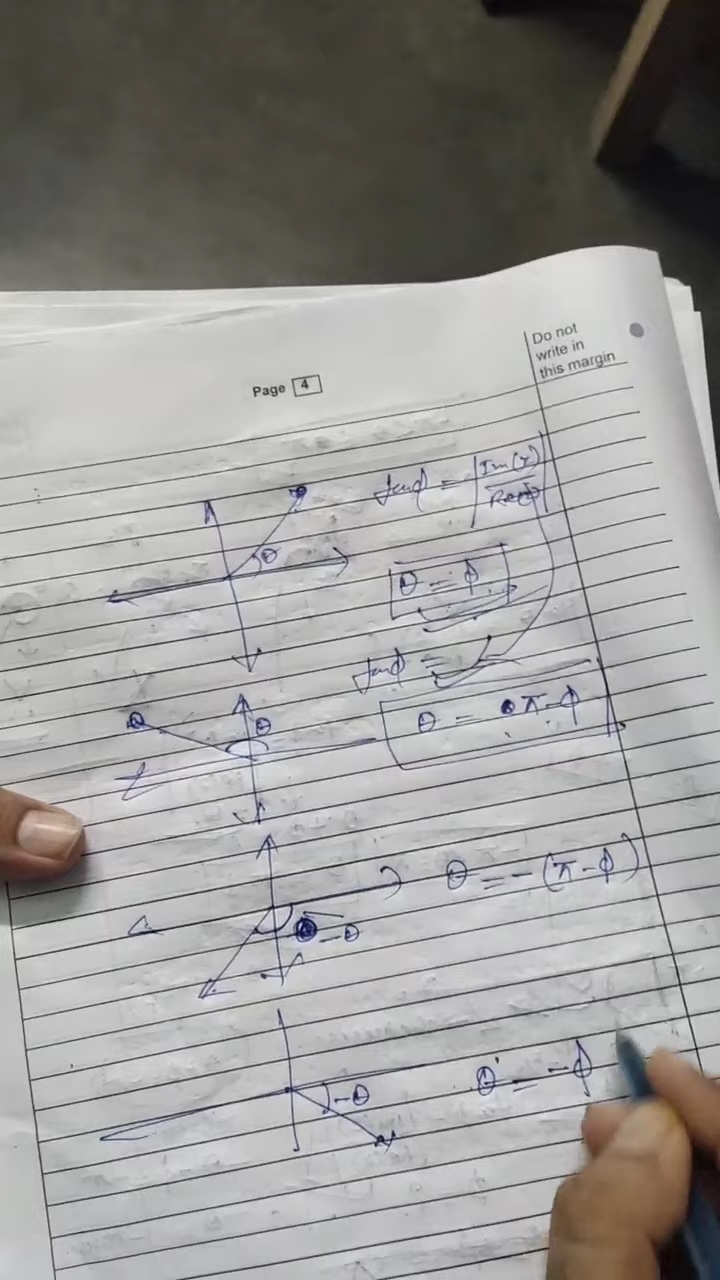 Do not
write in
this margin
Page 4
tanϕ = |Im(z)/Re(z)|
θ
θ = ϕ
tanϕ =
θ
θ = π - ϕ
θ = -(π - ϕ)
-θ
θ = -ϕ
-θ